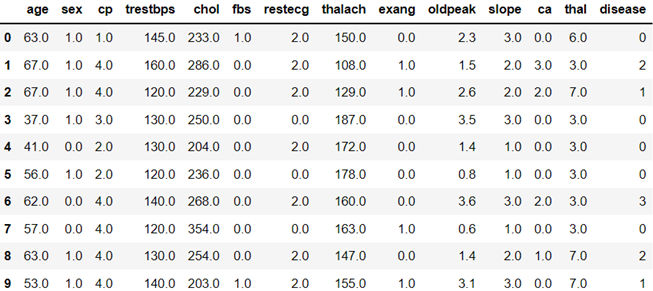 age sex cp trestbps chol fbs restecg thalach exang oldpeak slope ca thal disease
0 63.0 1.0 1.0 145.0 233.0 1.0 2.0 150.0 0.0 2.3 3.0 0.0 6.0 0
1 67.0 1.0 4.0 160.0 286.0 0.0 2.0 108.0 1.0 1.5 2.0 3.0 3.0 2
2 67.0 1.0 4.0 120.0 229.0 0.0 2.0 129.0 1.0 2.6 2.0 2.0 7.0 1
3 37.0 1.0 3.0 130.0 250.0 0.0 0.0 187.0 0.0 3.5 3.0 0.0 3.0 0
4 41.0 0.0 2.0 130.0 204.0 0.0 2.0 172.0 0.0 1.4 1.0 0.0 3.0 0
5 56.0 1.0 2.0 120.0 236.0 0.0 0.0 178.0 0.0 0.8 1.0 0.0 3.0 0
6 62.0 0.0 4.0 140.0 268.0 0.0 2.0 160.0 0.0 3.6 3.0 2.0 3.0 3
7 57.0 0.0 4.0 120.0 354.0 0.0 0.0 163.0 1.0 0.6 1.0 0.0 3.0 0
8 63.0 1.0 4.0 130.0 254.0 0.0 2.0 147.0 0.0 1.4 2.0 1.0 7.0 2
9 53.0 1.0 4.0 140.0 203.0 1.0 2.0 155.0 1.0 3.1 3.0 0.0 7.0 1